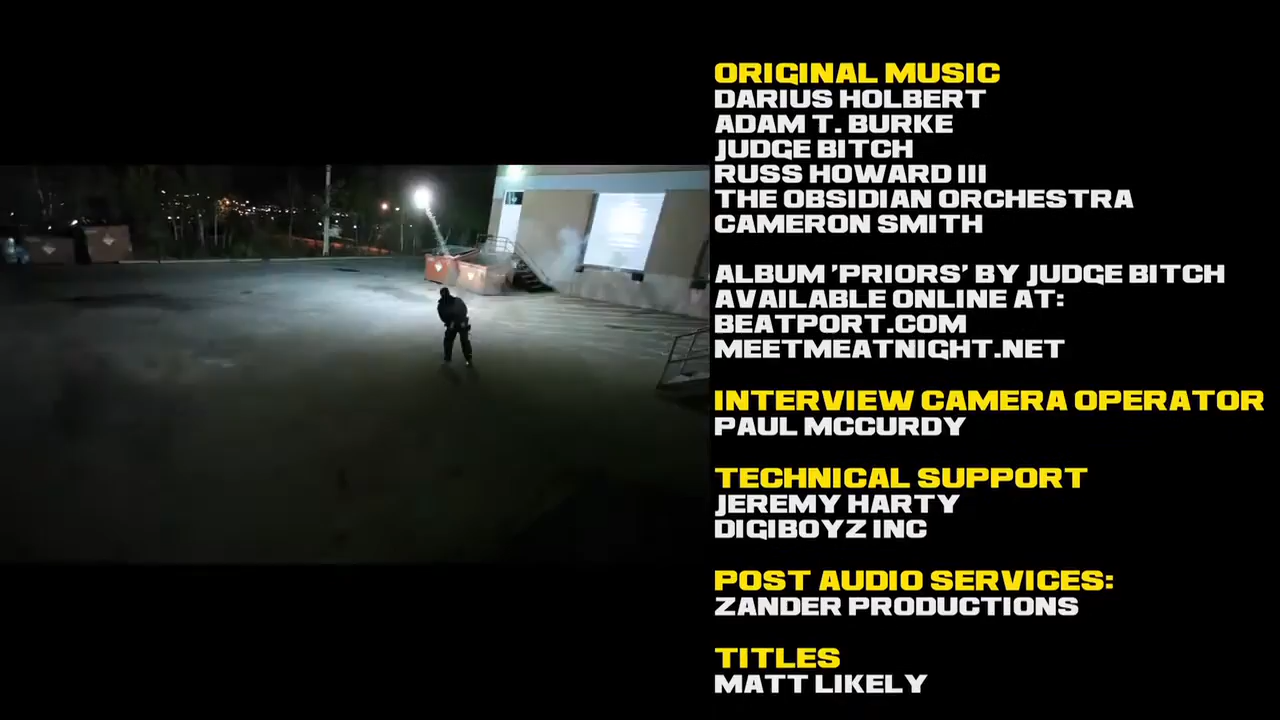 ORIGINAL MUSIC
DARIUS HOLBERT
ADAM T. BURKE
JUDGE BITCH
RUSS HOWARD III
THE OBSIDIAN ORCHESTRA
CAMERON SMITH
ALBUM 'PRIORS' BY JUDGE BITCH
AVAILABLE ONLINE AT:
BEATPORT.COM
MEETMEATNIGHT.NET
INTERVIEW CAMERA OPERATOR
PAUL MCCURDY
TECHNICAL SUPPORT
JEREMY HARTY
DIGIBOYZ INC
POST AUDIO SERVICES:
ZANDER PRODUCTIONS
TITLES
MATT LIKELY